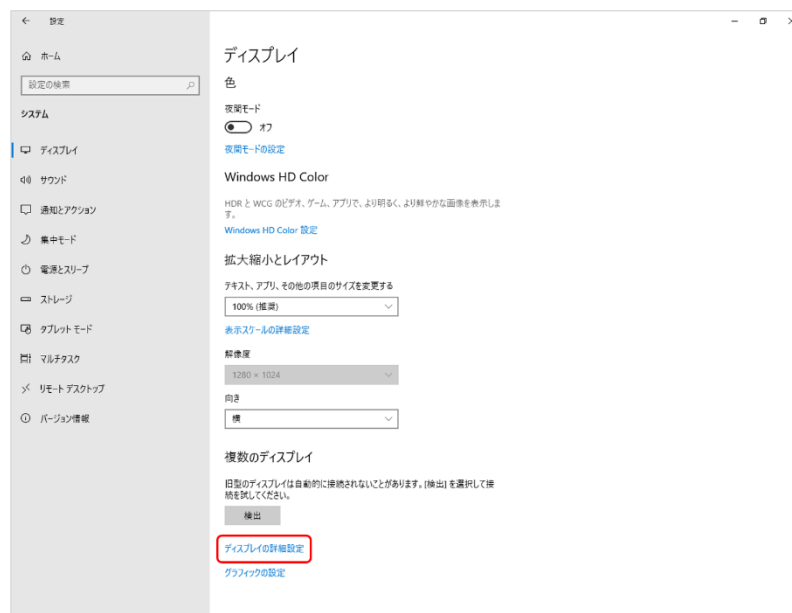 設定
ホーム
設定の検索
システム
ディスプレイ
サウンド
通知とアクション
集中モード
電源とスリープ
ストレージ
タブレット モード
マルチタスク
リモート デスクトップ
バージョン情報
ディスプレイ
色
夜間モード
オフ
夜間モードの設定
Windows HD Color
HDR と WCG のビデオ、ゲーム、アプリで、より明るく、より鮮やかな画像を表示しま
す。
Windows HD Color 設定
拡大縮小とレイアウト
テキスト、アプリ、その他の項目のサイズを変更する
100% (推奨)
表示スケールの詳細設定
解像度
1280 × 1024
向き
横
複数のディスプレイ
旧型のディスプレイは自動的に接続されないことがあります。[検出] を選択して接
続を試してください。
検出
ディスプレイの詳細設定
グラフィックの設定